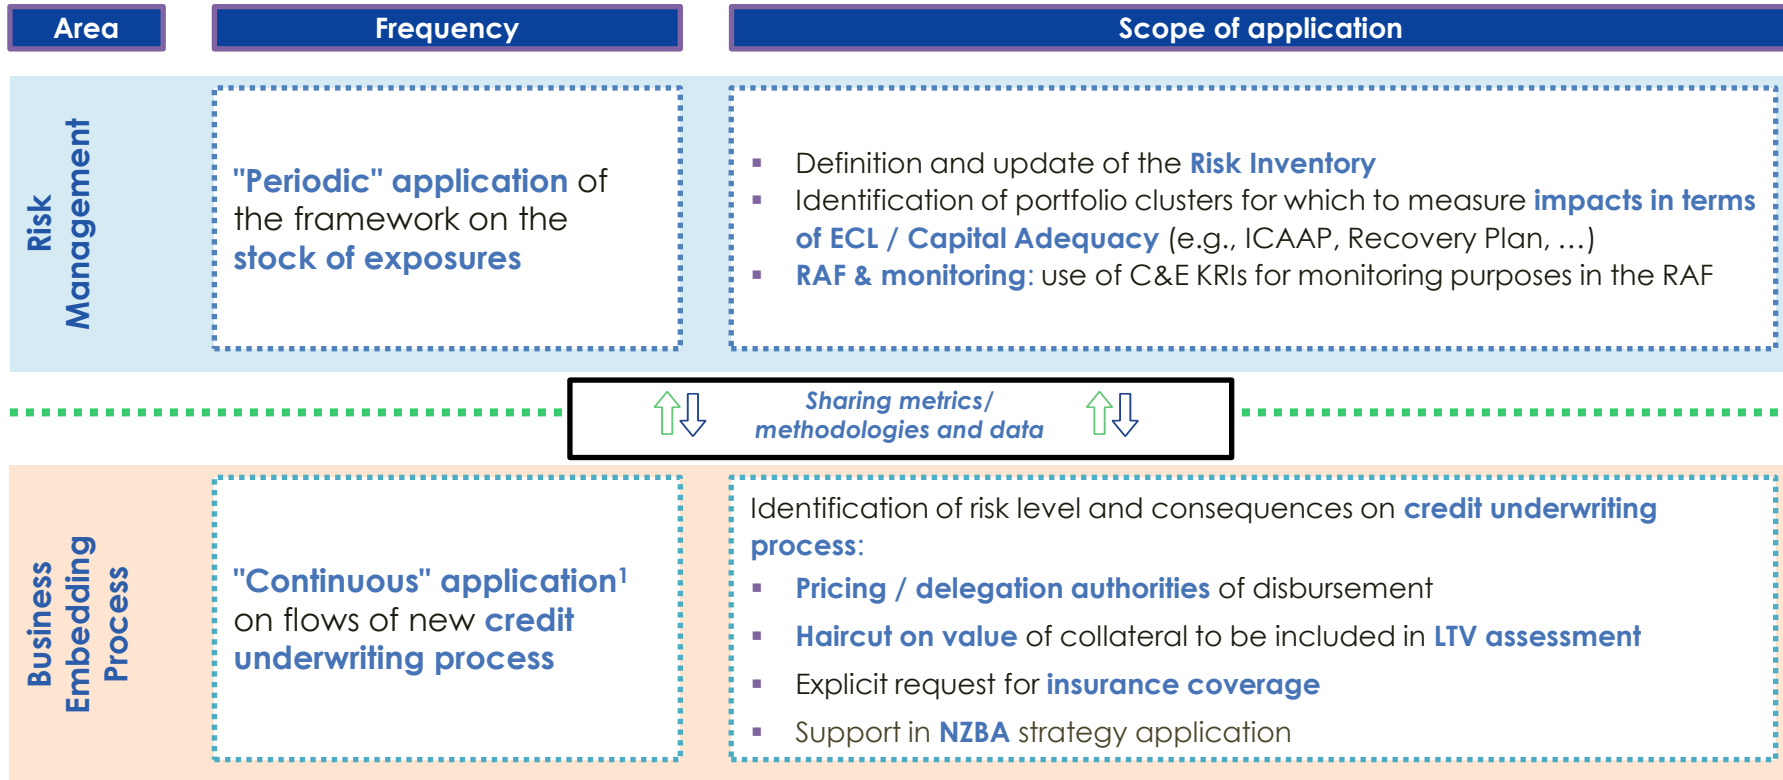 Area
Frequency
Scope of application
Risk
Management
"Periodic" application of
the framework on the
stock of exposures
▪ Definition and update of the Risk Inventory
▪ Identification of portfolio clusters for which to measure impacts in terms
of ECL / Capital Adequacy (e.g., ICAAP, Recovery Plan, …)
▪ RAF & monitoring: use of C&E KRIs for monitoring purposes in the RAF
Sharing metrics/
methodologies and data
Business
Embedding
Process
"Continuous" application¹
on flows of new credit
underwriting process
Identification of risk level and consequences on credit underwriting
process:
▪ Pricing / delegation authorities of disbursement
▪ Haircut on value of collateral to be included in LTV assessment
▪ Explicit request for insurance coverage
▪ Support in NZBA strategy application